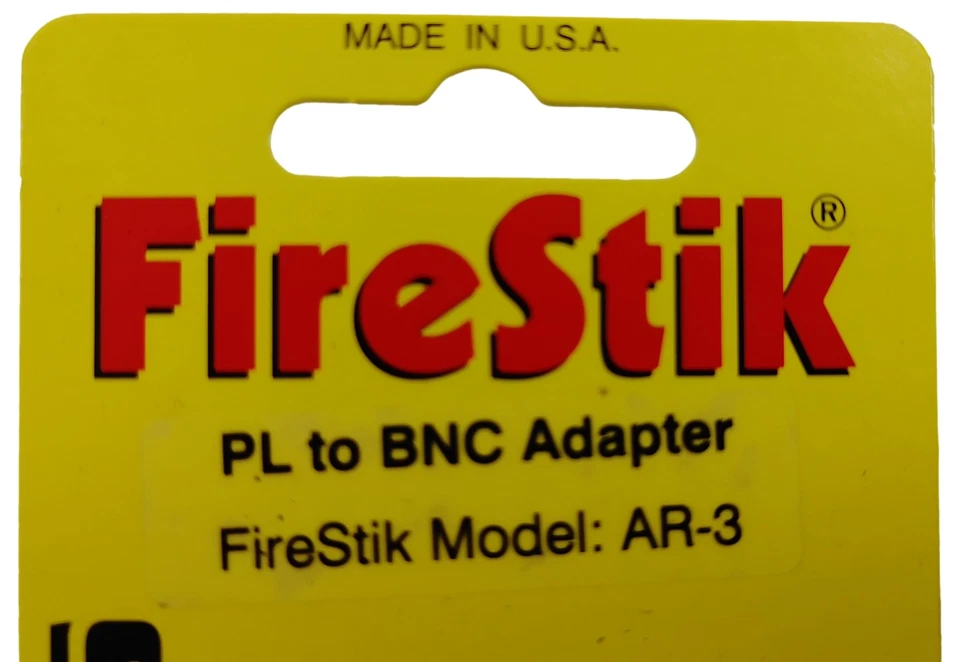 MADE IN U.S.A.
FireStik®
PL to BNC Adapter
FireStik Model: AR-3